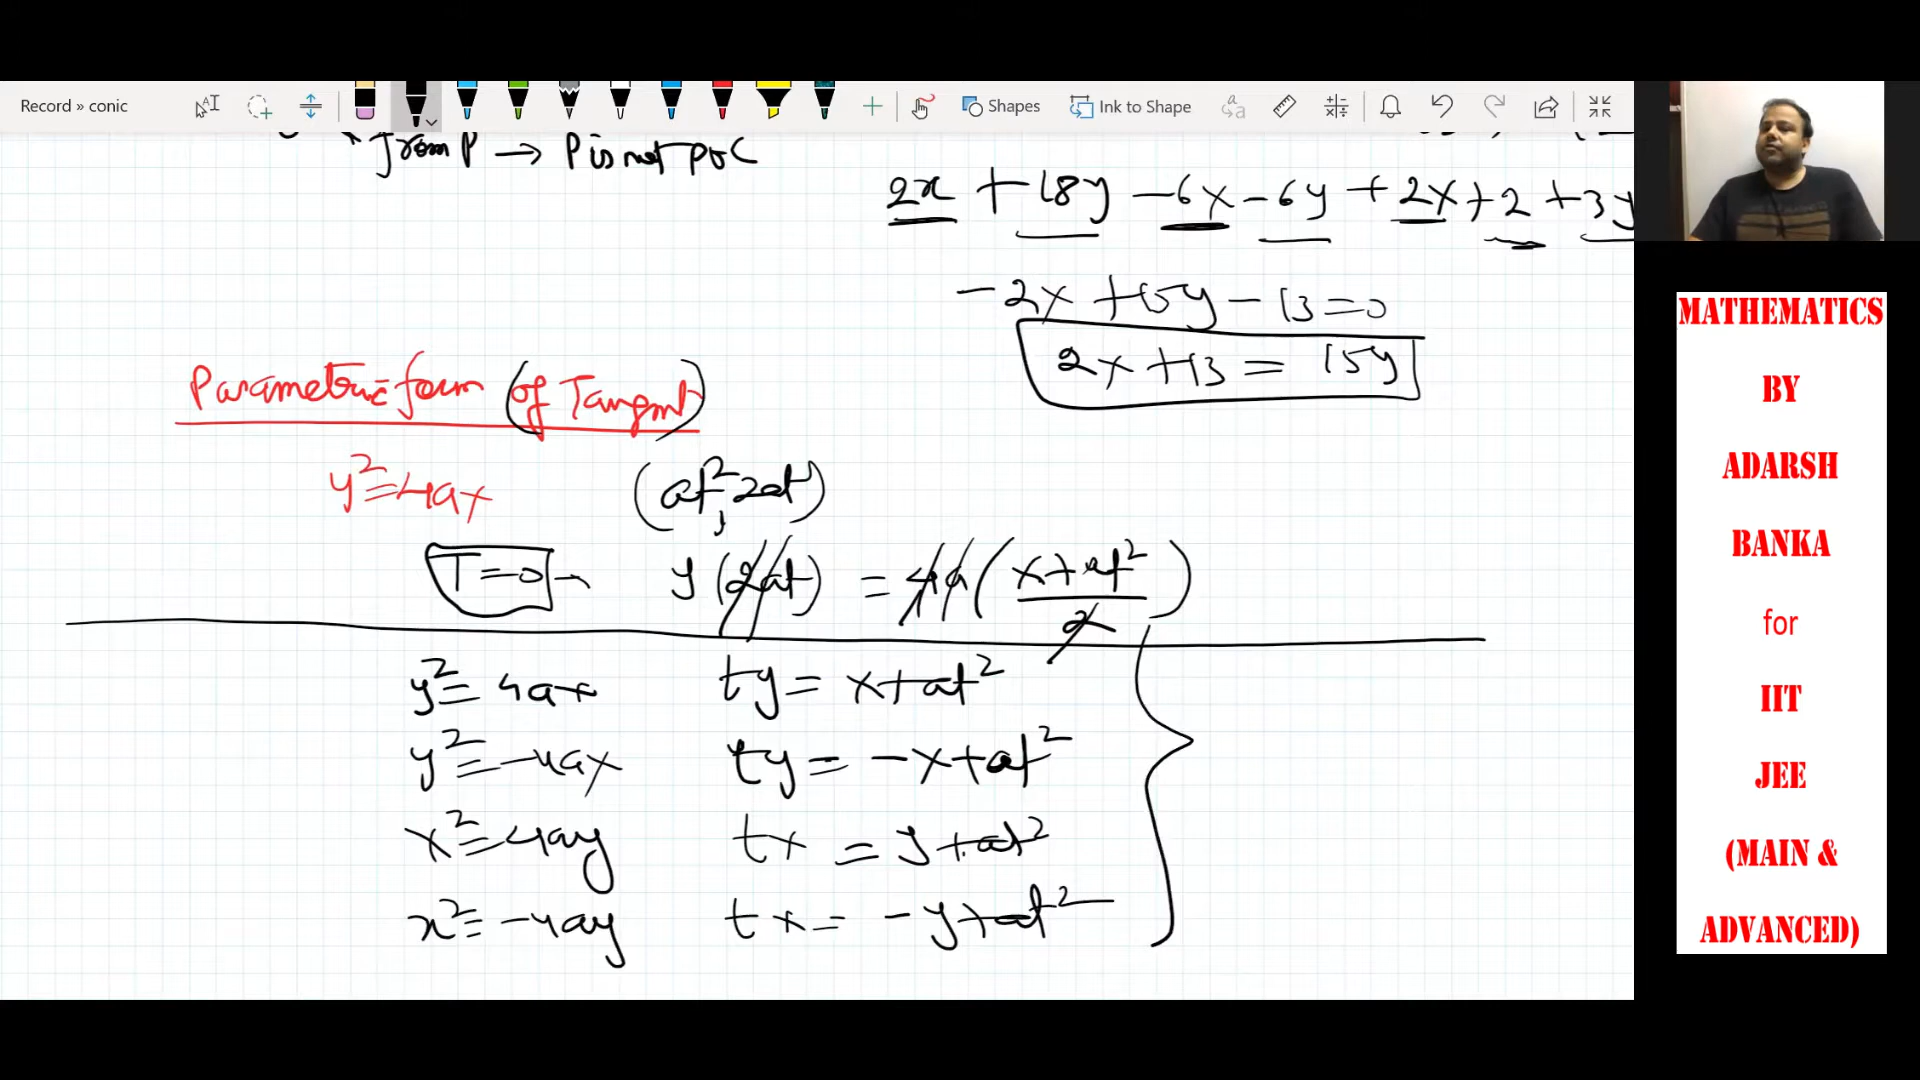 Record » conic
Shapes
Ink to Shape
from P → P is not POC
2x + 18y - 6x - 6y + 2x + 2 + 3y
-2x + 15y - 13 = 0
2x + 13 = 15y
Parametric form (of Tangent)
y² = 4ax (at², 2at)
T = 0 → y (2at) = 4a (x + at² / 2)
y² = 4ax ty = x + at²
y² = -4ax ty = -x + at²
x² = 4ay tx = y + at²
x² = -4ay tx = -y + at²
MATHEMATICS
BY
ADARSH
BANKA
for
IIT
JEE
(MAIN &
ADVANCED)